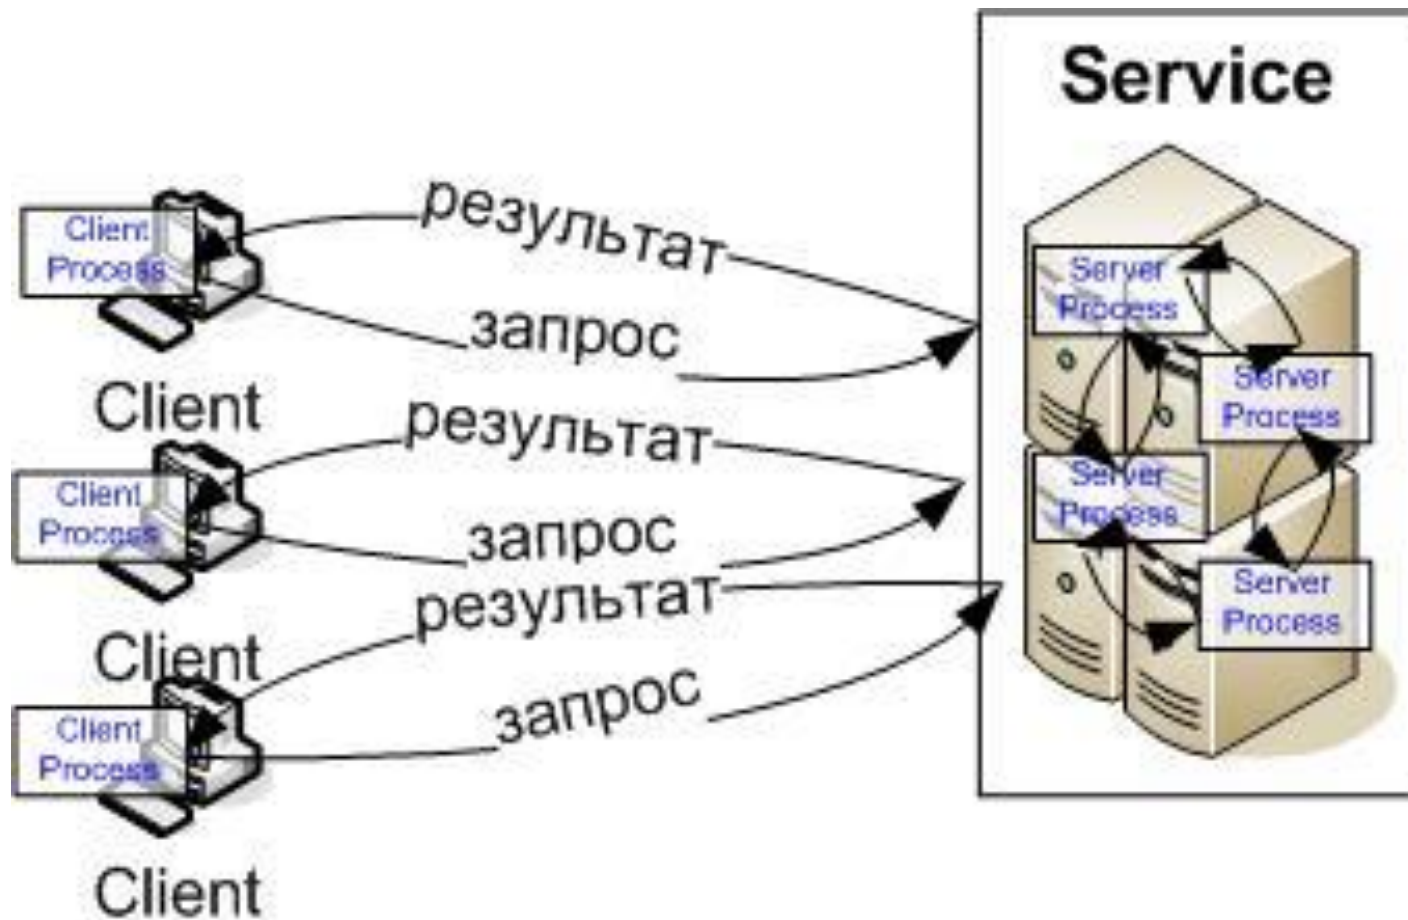 Service
Client
Process
результат
запрос
Client
Client
Process
результат
запрос
Client
Client
Process
результат
запрос
Client
Server
Process
Server
Process
Server
Process
Server
Process